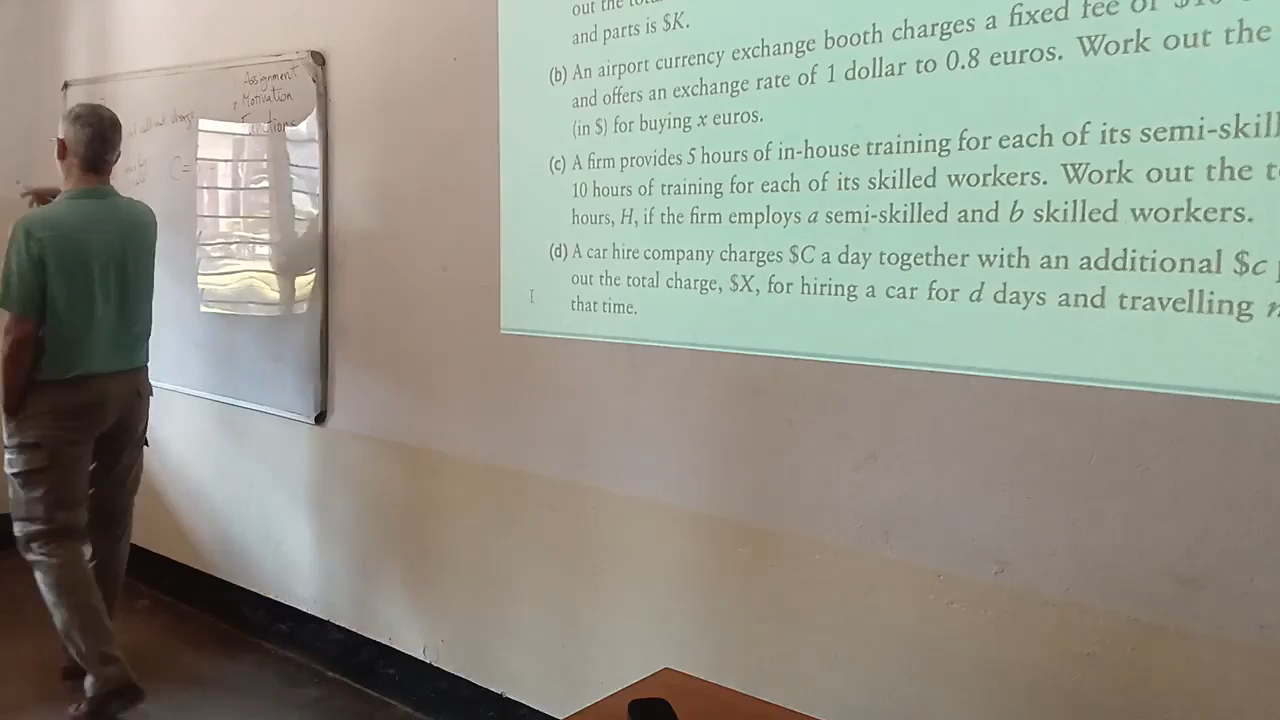 Assignment
Motivation
Functions
C =
and parts is $K.
(b) An airport currency exchange booth charges a fixed fee of $10
and offers an exchange rate of 1 dollar to 0.8 euros. Work out the
(in $) for buying x euros.
(c) A firm provides 5 hours of in-house training for each of its semi-skill
10 hours of training for each of its skilled workers. Work out the t
hours, H, if the firm employs a semi-skilled and b skilled workers.
(d) A car hire company charges $C a day together with an additional $c
out the total charge, $X, for hiring a car for d days and travelling
that time.